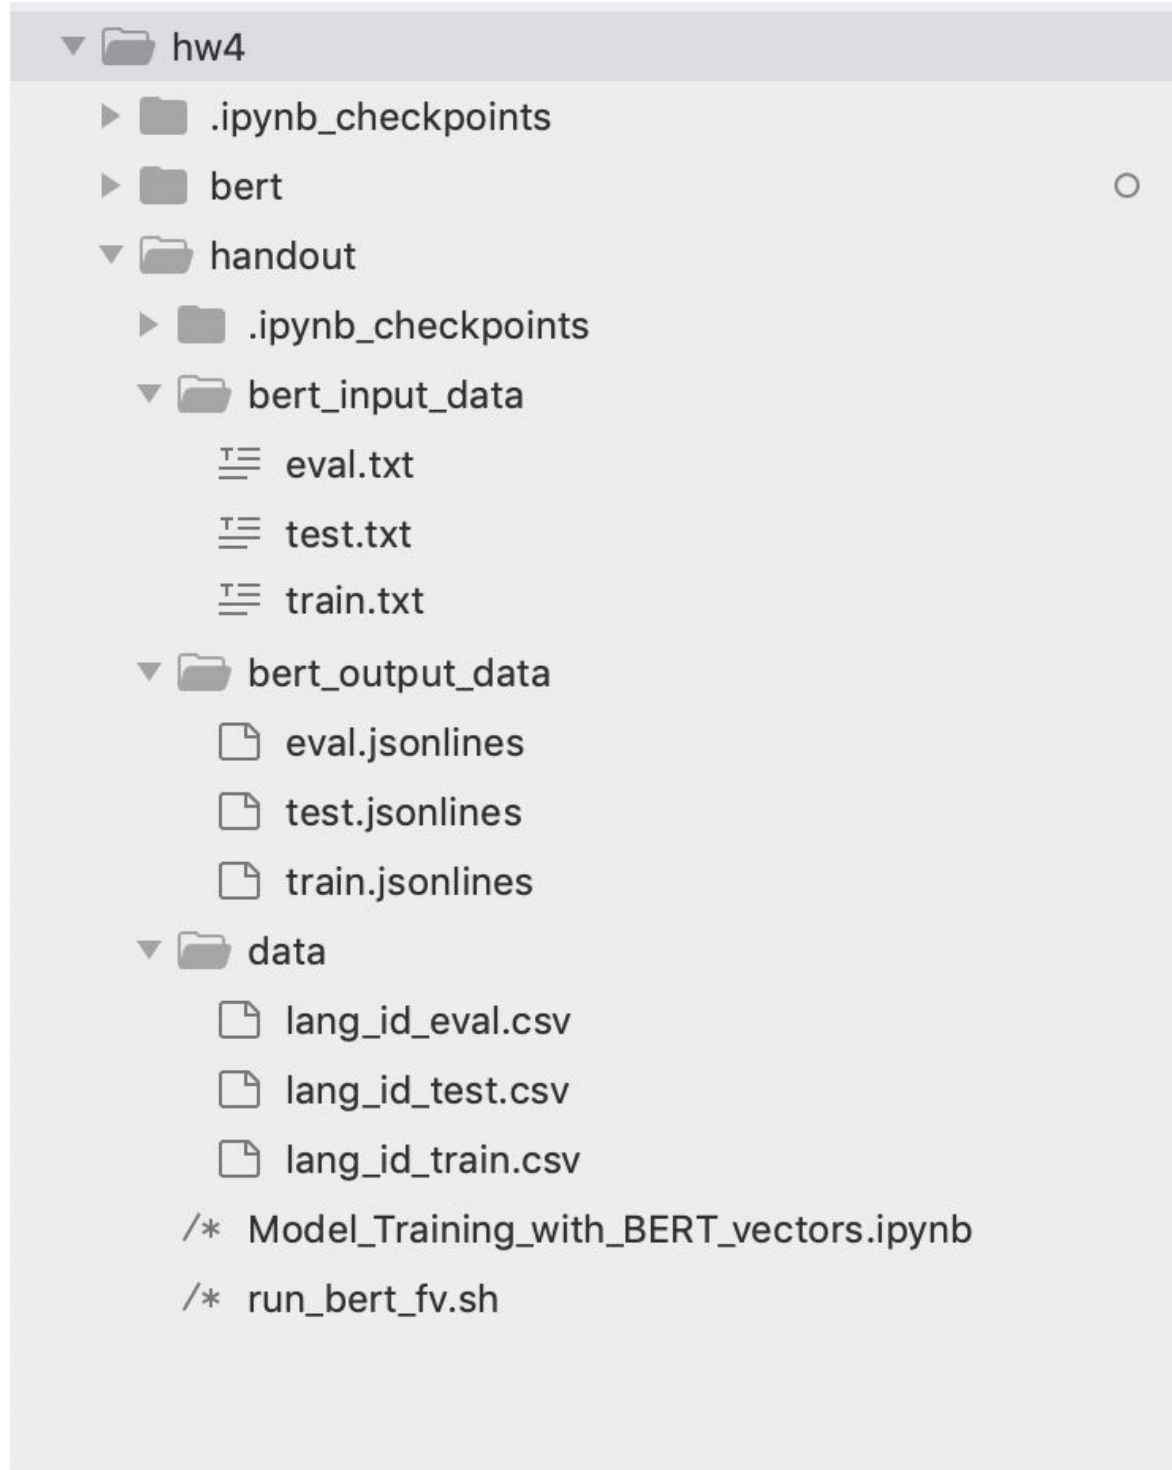 hw4
.ipynb_checkpoints
bert
handout
.ipynb_checkpoints
bert_input_data
eval.txt
test.txt
train.txt
bert_output_data
eval.jsonlines
test.jsonlines
train.jsonlines
data
lang_id_eval.csv
lang_id_test.csv
lang_id_train.csv
/* Model_Training_with_BERT_vectors.ipynb
/* run_bert_fv.sh